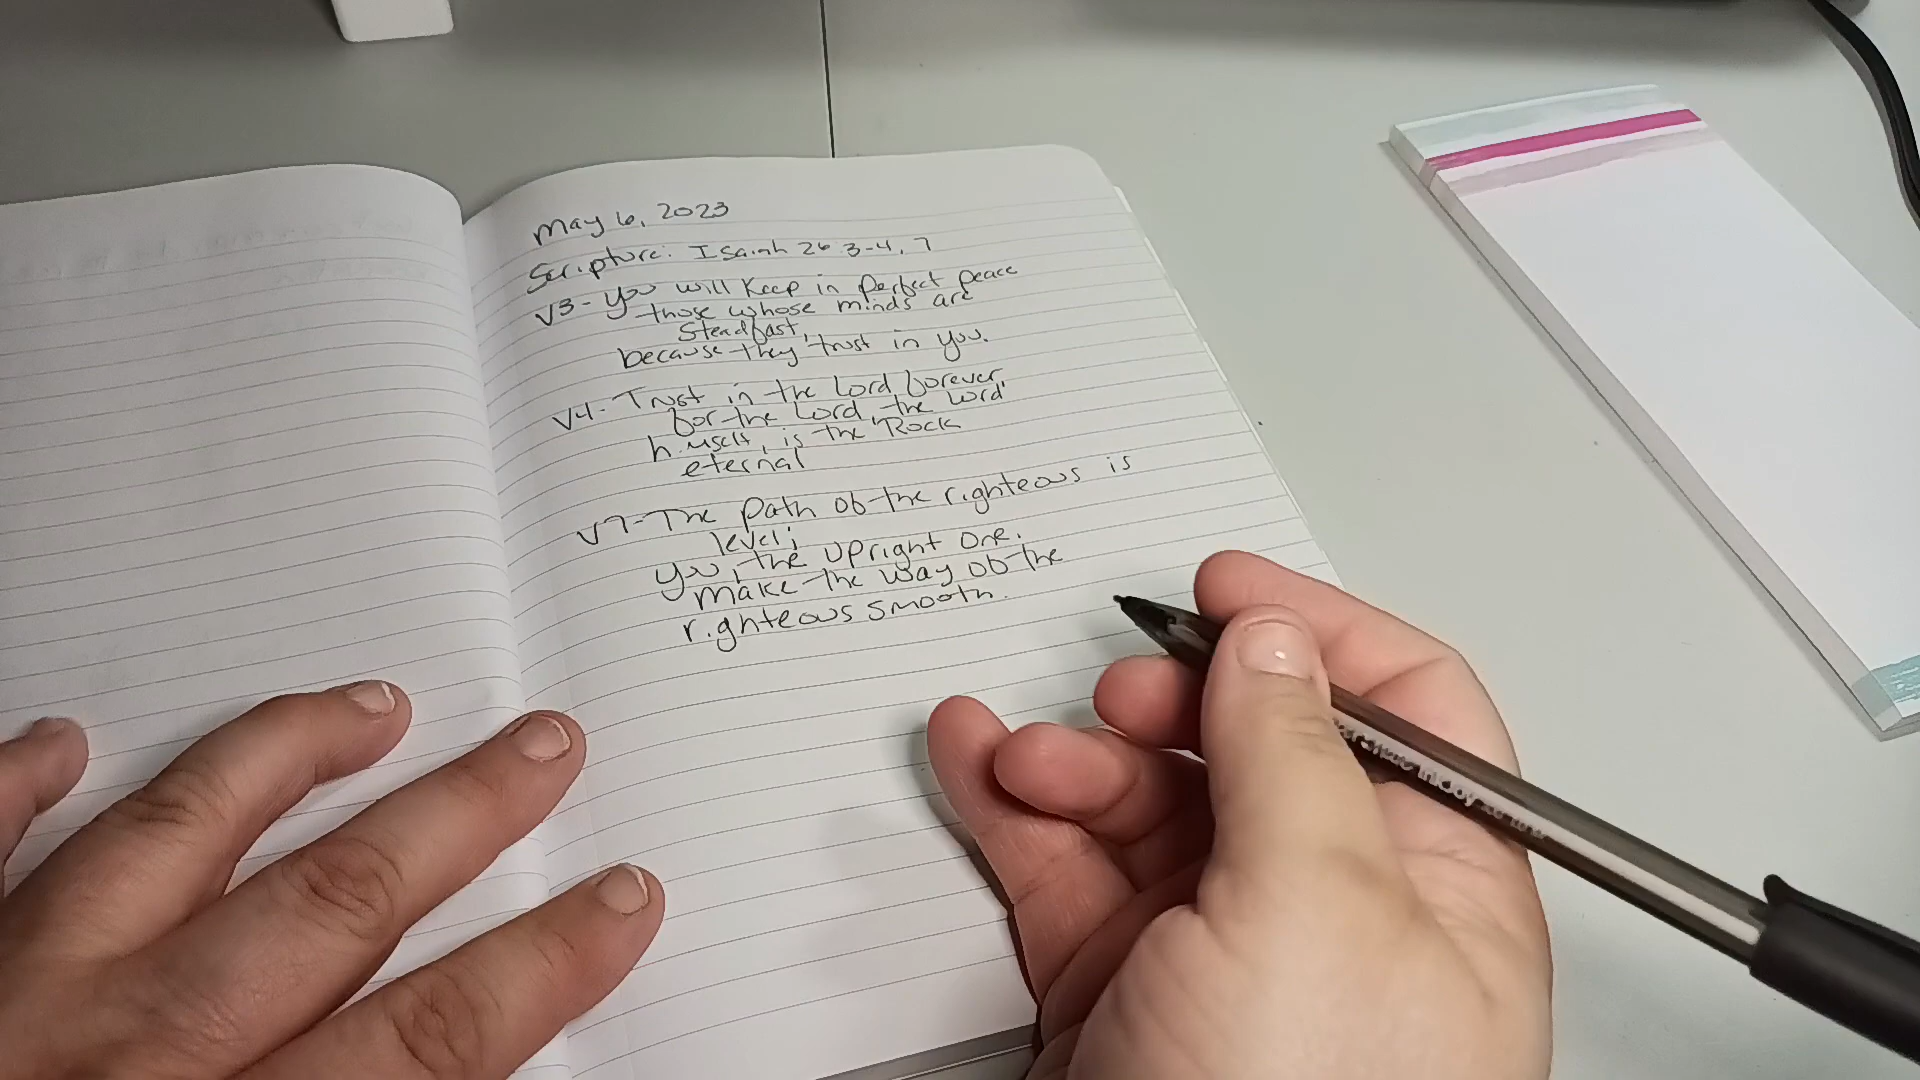 May 6, 2023
Scripture: Isaiah 26 3-4, 7
V3- You will keep in perfect peace
those whose minds are
steadfast,
because they trust in you.
V4- Trust in the Lord forever,
for the Lord, the Lord
himself, is the Rock
eternal
V7- The path of the righteous is
level;
you, the Upright One,
make the way of the
righteous smooth.
InkJoy